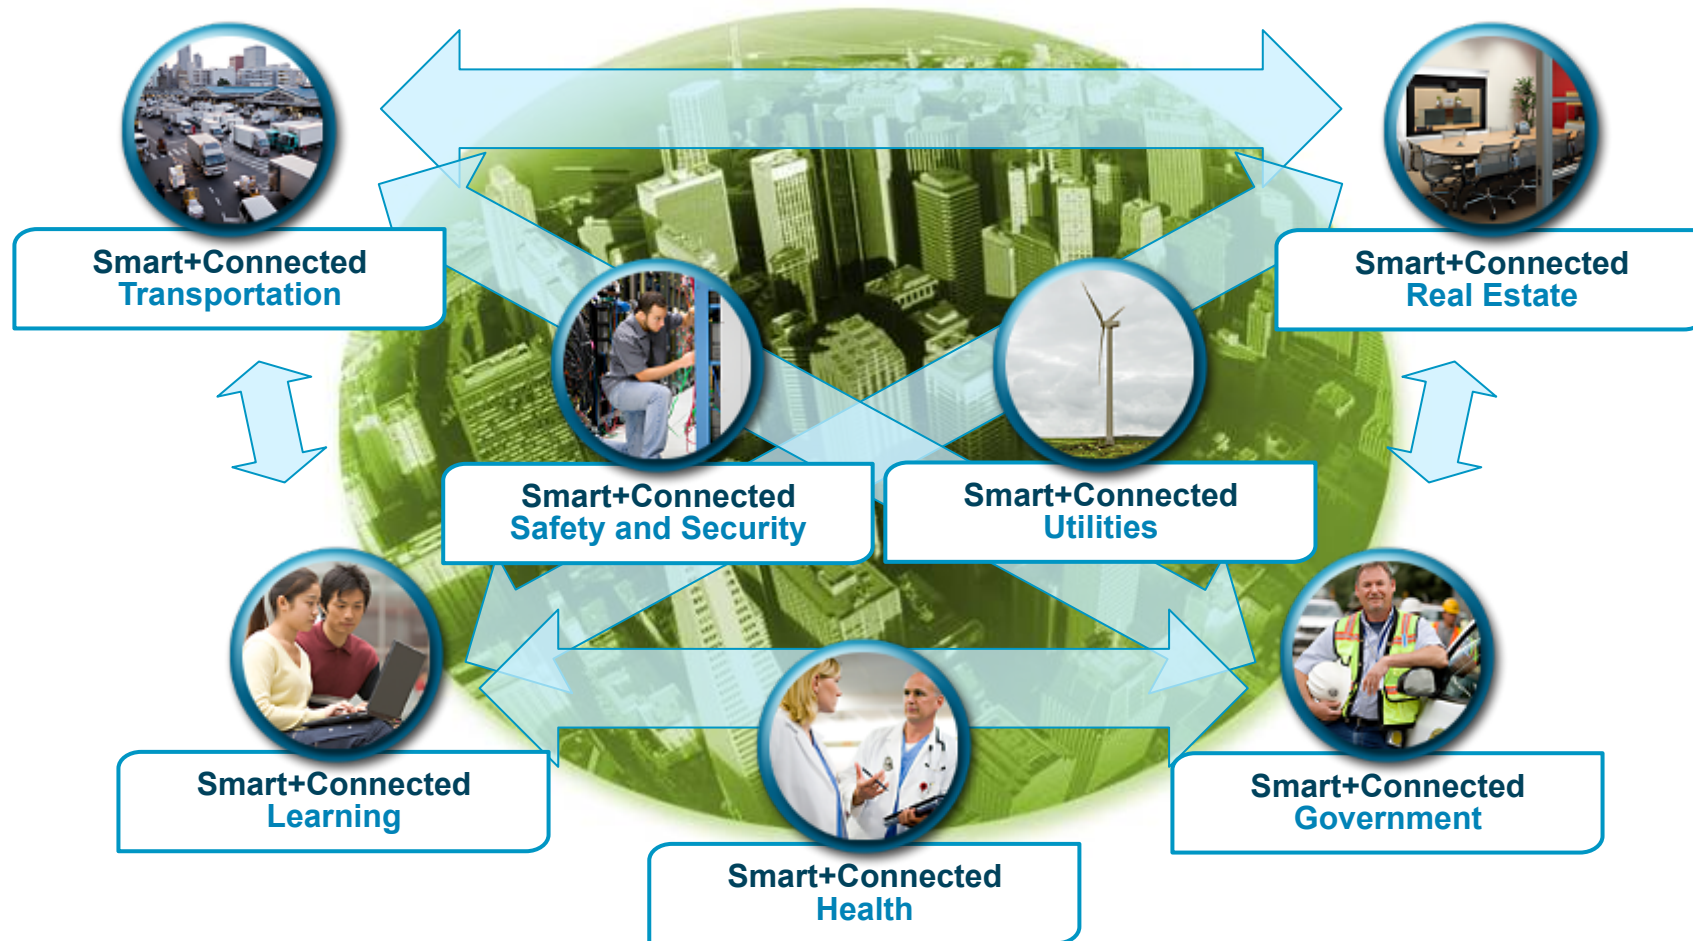 Smart+Connected
Transportation
Smart+Connected
Real Estate
Smart+Connected
Safety and Security
Smart+Connected
Utilities
Smart+Connected
Learning
Smart+Connected
Government
Smart+Connected
Health